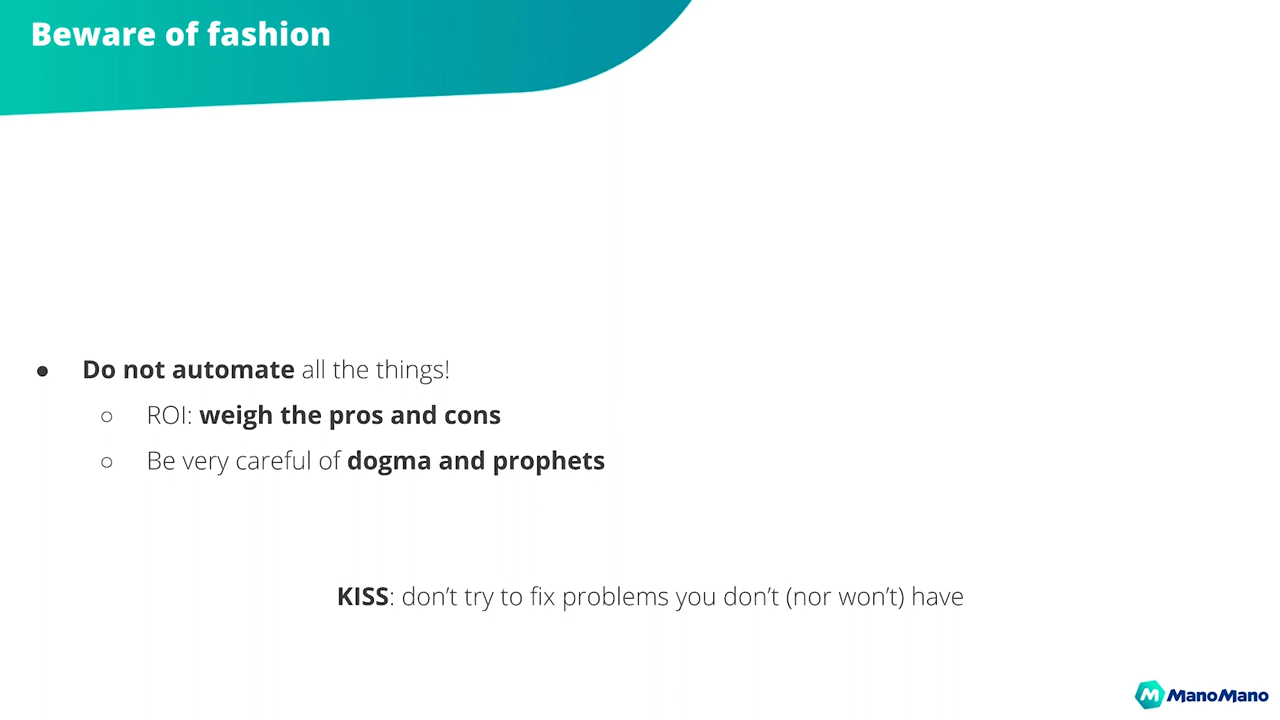 Beware of fashion
● Do not automate all the things!
○ ROI: weigh the pros and cons
○ Be very careful of dogma and prophets
KISS: don’t try to fix problems you don’t (nor won’t) have
M ManoMano